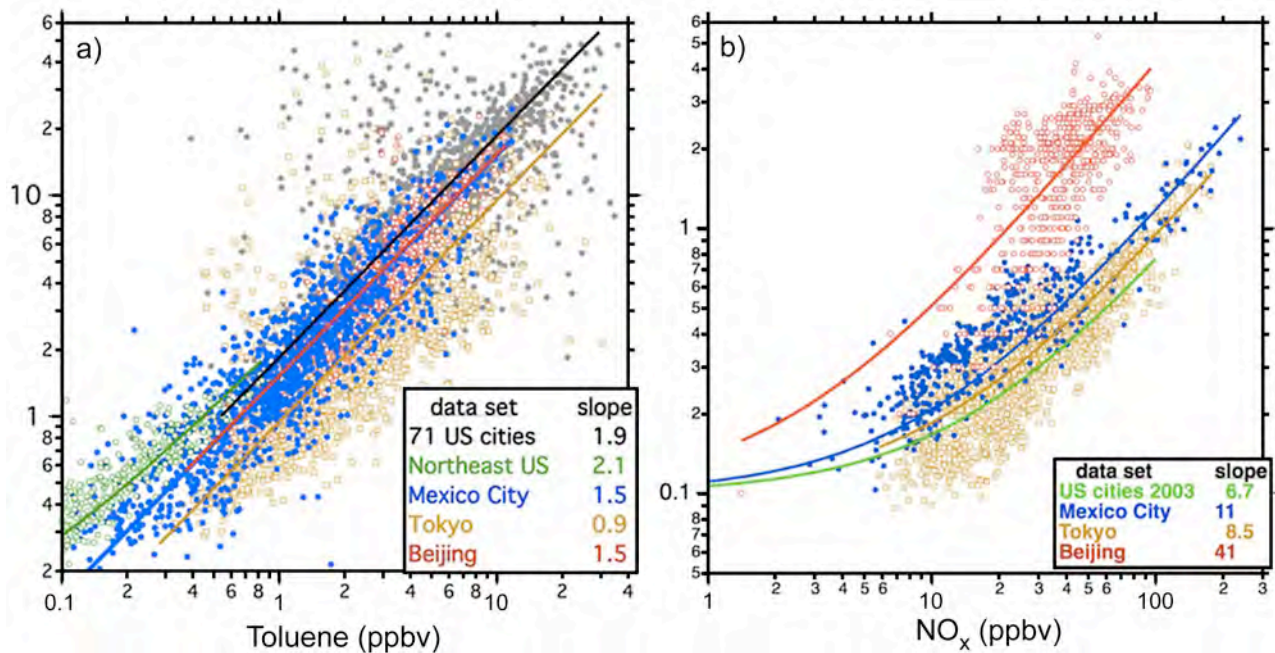 a)
6
4
2
10
8
6
4
2
1
8
6
4
2
0.1 2 4 6 8 1 2 4 6 8 10 2 4
Toluene (ppbv)
data set slope
71 US cities 1.9
Northeast US 2.1
Mexico City 1.5
Tokyo 0.9
Beijing 1.5
b)
6
5
4
3
2
1
8
7
6
5
4
3
2
0.1
8
7
6
5
1 2 3 4 5 6 10 2 3 4 5 6 100 2
NOx (ppbv)
data set slope
US cities 2003 6.7
Mexico City 11
Tokyo 8.5
Beijing 41